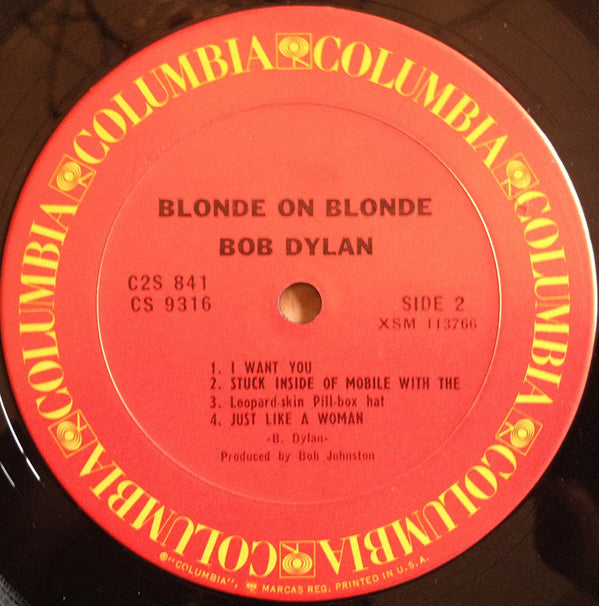 COLUMBIA COLUMBIA COLUMBIA COLUMBIA COLUMBIA COLUMBIA COLUMBIA COLUMBIA
BLONDE ON BLONDE
BOB DYLAN
C2S 841
CS 9316
SIDE 2
XSM 113766
1. I WANT YOU
2. STUCK INSIDE OF MOBILE WITH THE
3. Leopard-skin Pill-box hat
4. JUST LIKE A WOMAN
-B. Dylan-
Produced by Bob Johnston
®"COLUMBIA", MARCAS REG. PRINTED IN U.S.A.